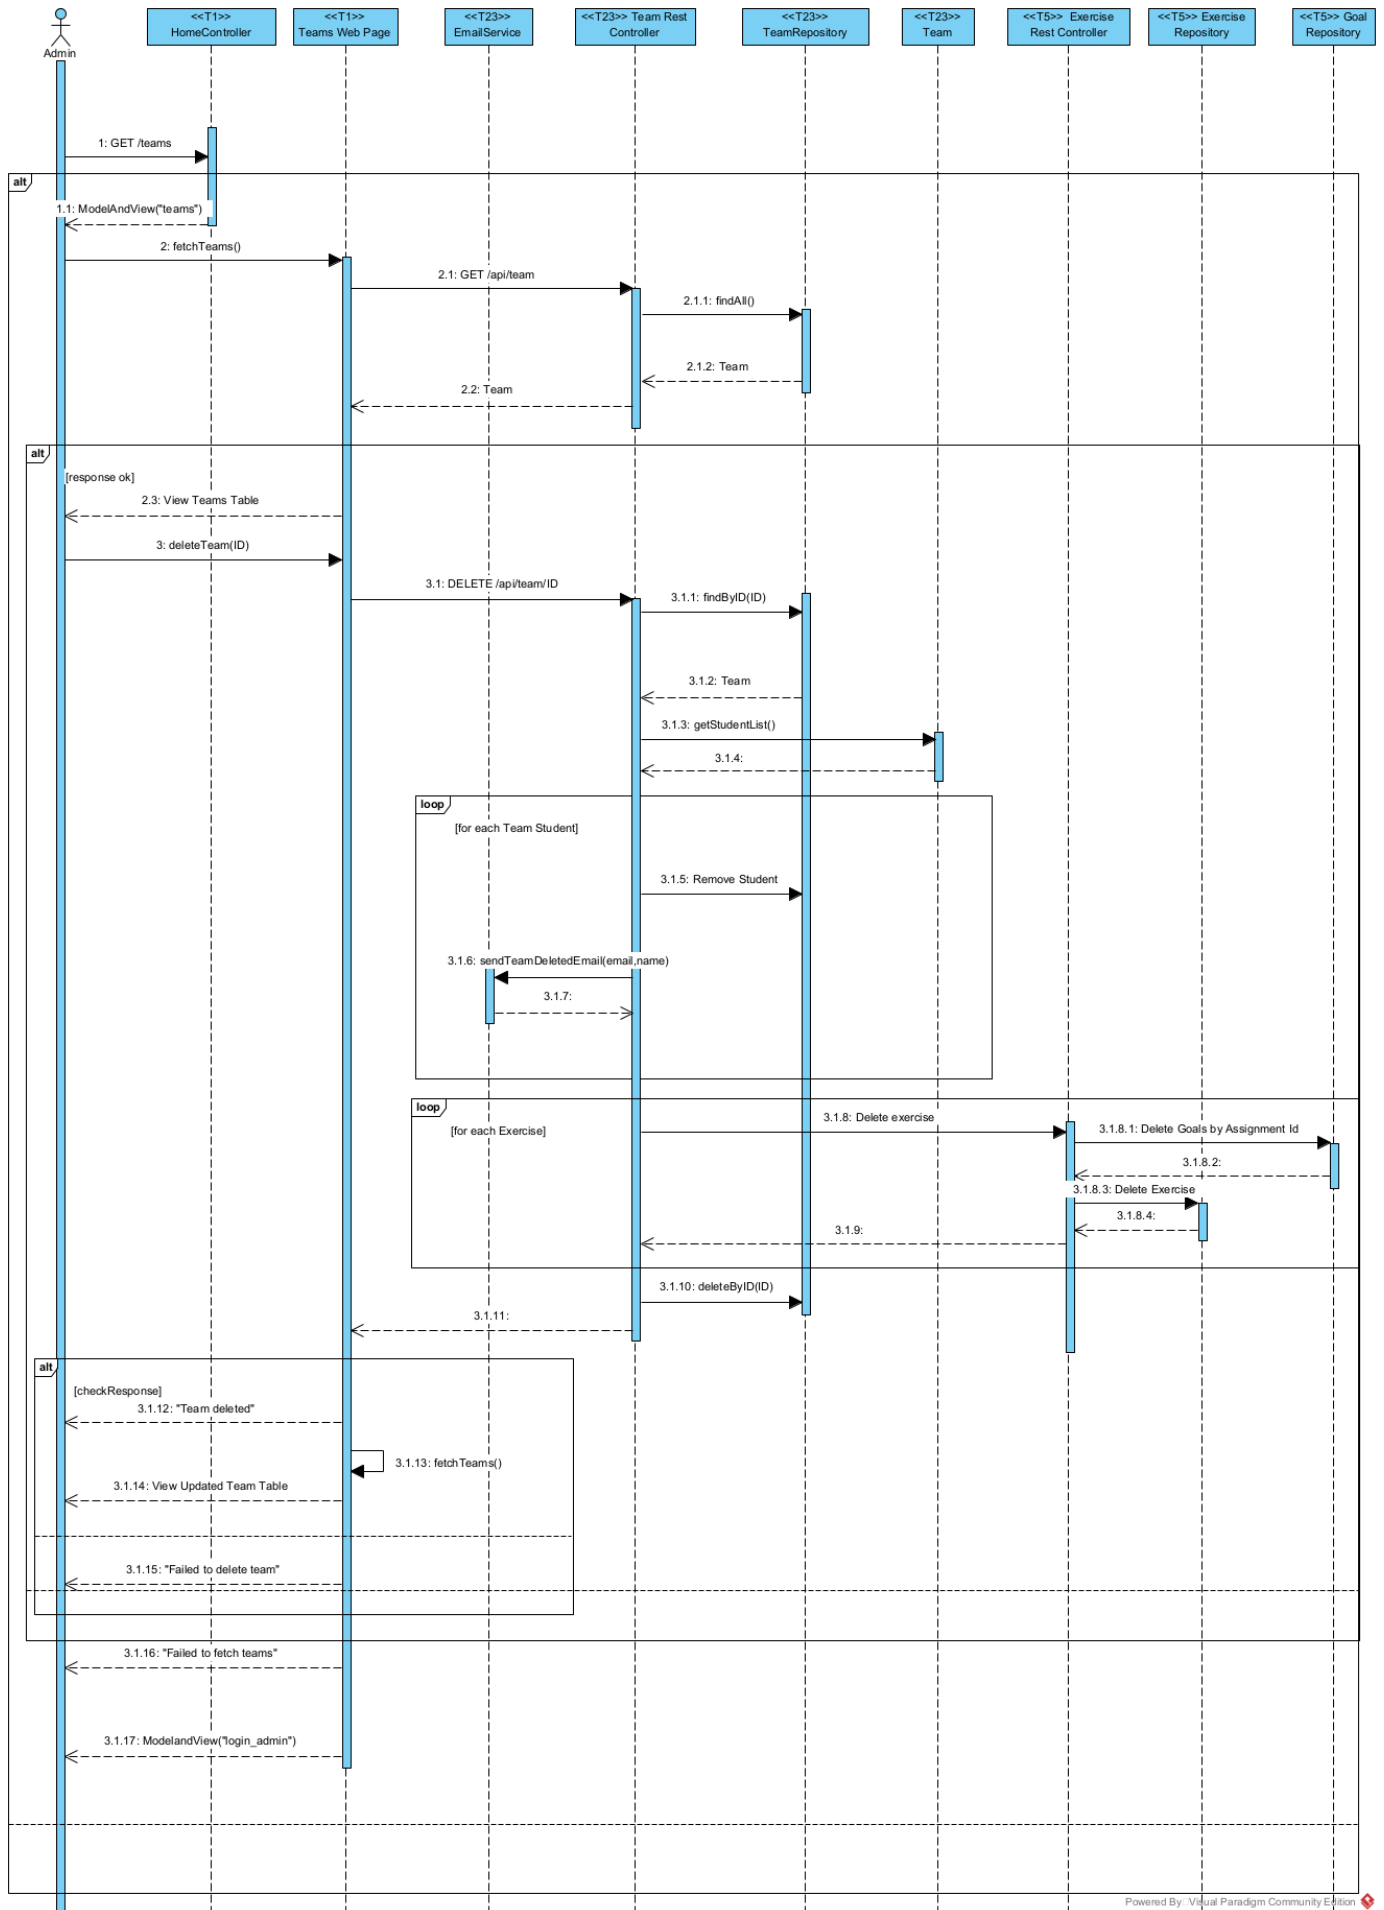 Admin
<<T1>>
HomeController
<<T1>>
Teams Web Page
<<T23>>
EmailService
<<T23>> Team Rest
Controller
<<T23>>
TeamRepository
<<T23>>
Team
<<T5>> Exercise
Rest Controller
<<T5>> Exercise
Repository
<<T5>> Goal
Repository
1: GET /teams
alt
1.1: ModelAndView("teams")
2: fetchTeams()
2.1: GET /api/team
2.1.1: findAll()
2.1.2: Team
2.2: Team
alt
[response ok]
2.3: View Teams Table
3: deleteTeam(ID)
3.1: DELETE /api/team/ID
3.1.1: findByID(ID)
3.1.2: Team
3.1.3: getStudentList()
3.1.4:
loop
[for each Team Student]
3.1.5: Remove Student
3.1.6: sendTeamDeletedEmail(email,name)
3.1.7:
loop
[for each Exercise]
3.1.8: Delete exercise
3.1.8.1: Delete Goals by Assignment Id
3.1.8.2:
3.1.8.3: Delete Exercise
3.1.8.4:
3.1.9:
3.1.10: deleteByID(ID)
3.1.11:
alt
[checkResponse]
3.1.12: "Team deleted"
3.1.13: fetchTeams()
3.1.14: View Updated Team Table
3.1.15: "Failed to delete team"
3.1.16: "Failed to fetch teams"
3.1.17: ModelandView("login_admin")
Powered By Visual Paradigm Community Edition